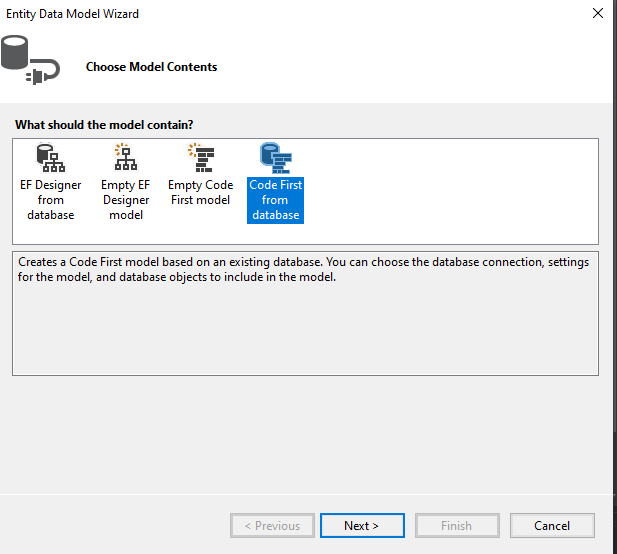 Entity Data Model Wizard
Choose Model Contents
What should the model contain?
EF Designer
from
database
Empty EF
Designer
model
Empty Code
First model
Code First
from
database
Creates a Code First model based on an existing database. You can choose the database connection, settings
for the model, and database objects to include in the model.
< Previous
Next >
Finish
Cancel